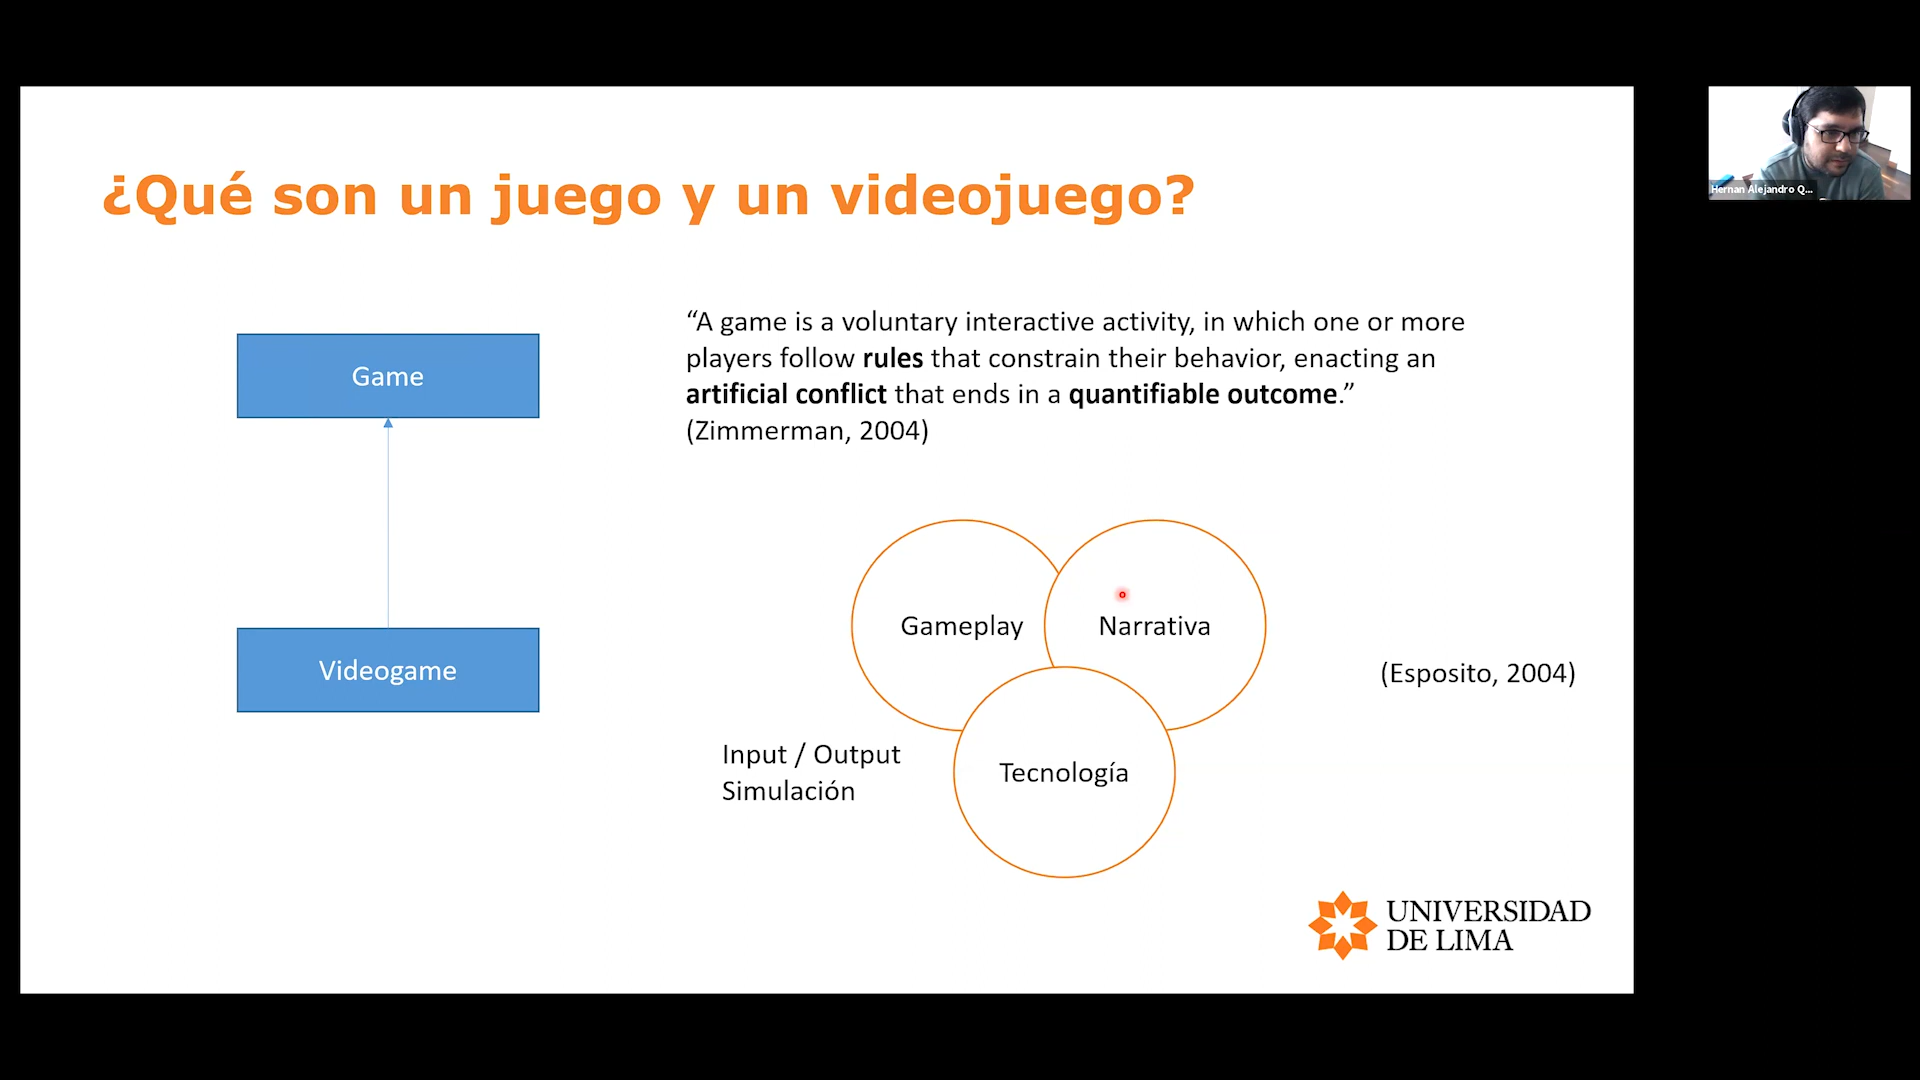 ¿Qué son un juego y un videojuego?
Game
Videogame
“A game is a voluntary interactive activity, in which one or more
players follow rules that constrain their behavior, enacting an
artificial conflict that ends in a quantifiable outcome.”
(Zimmerman, 2004)
Gameplay
Narrativa
Tecnología
(Esposito, 2004)
Input / Output
Simulación
UNIVERSIDAD
DE LIMA
Hernan Alejandro Q...